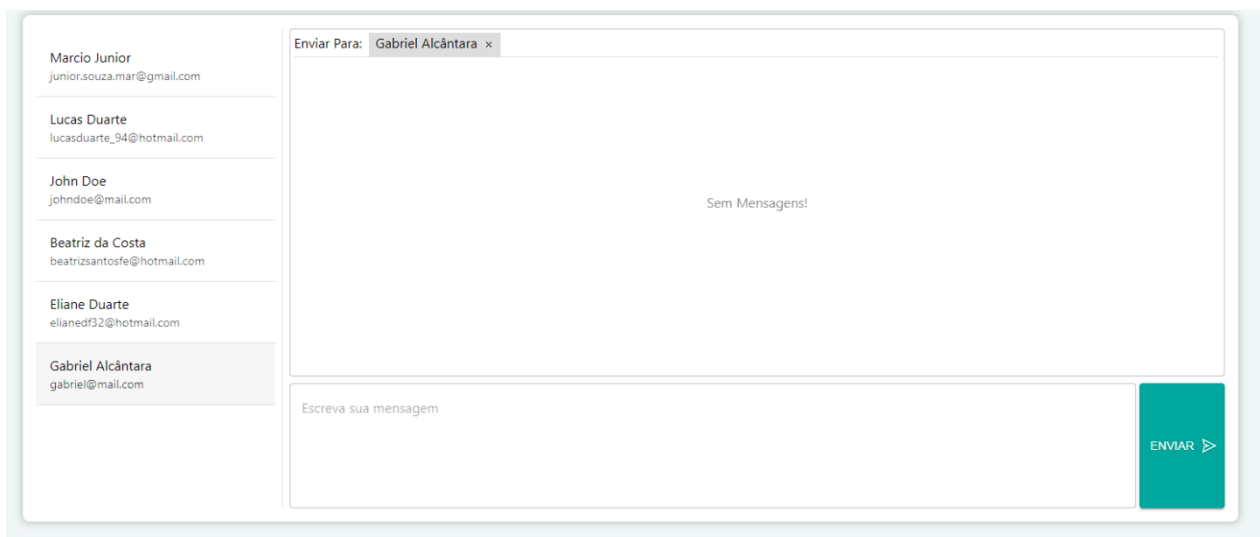 Marcio Junior
junior.souza.mar@gmail.com
Lucas Duarte
lucasduarte_94@hotmail.com
John Doe
johndoe@mail.com
Beatriz da Costa
beatrizsantosfe@hotmail.com
Eliane Duarte
elianedf32@hotmail.com
Gabriel Alcântara
gabriel@mail.com
Enviar Para: Gabriel Alcântara ×
Sem Mensagens!
Escreva sua mensagem
ENVIAR